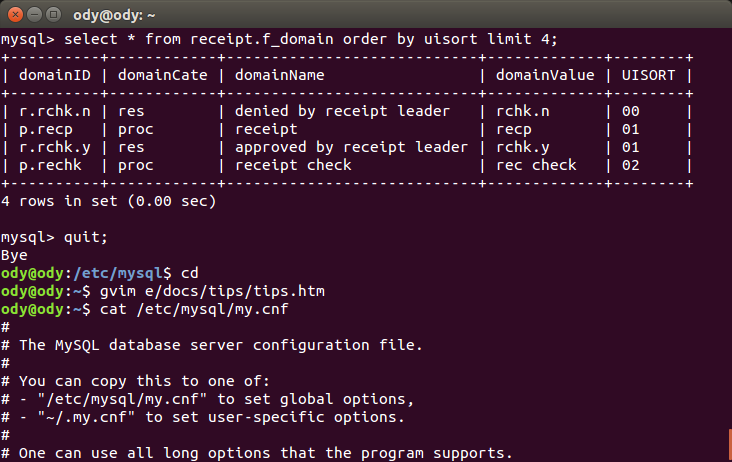 ody@ody: ~
mysql> select * from receipt.f_domain order by uisort limit 4;
+----------+------------+----------------------------+-------------+--------+
| domainID | domainCate | domainName                 | domainValue | UISORT |
+----------+------------+----------------------------+-------------+--------+
| r.rchk.n | res        | denied by receipt leader   | rchk.n      | 00     |
| p.recp   | proc       | receipt                    | recp        | 01     |
| r.rchk.y | res        | approved by receipt leader | rchk.y      | 01     |
| p.rechk  | proc       | receipt check              | rec check   | 02     |
+----------+------------+----------------------------+-------------+--------+
4 rows in set (0.00 sec)

mysql> quit;
Bye
ody@ody:/etc/mysql$ cd
ody@ody:~$ gvim e/docs/tips/tips.htm
ody@ody:~$ cat /etc/mysql/my.cnf
#
# The MySQL database server configuration file.
#
# You can copy this to one of:
# - "/etc/mysql/my.cnf" to set global options,
# - "~/.my.cnf" to set user-specific options.
#
# One can use all long options that the program supports.